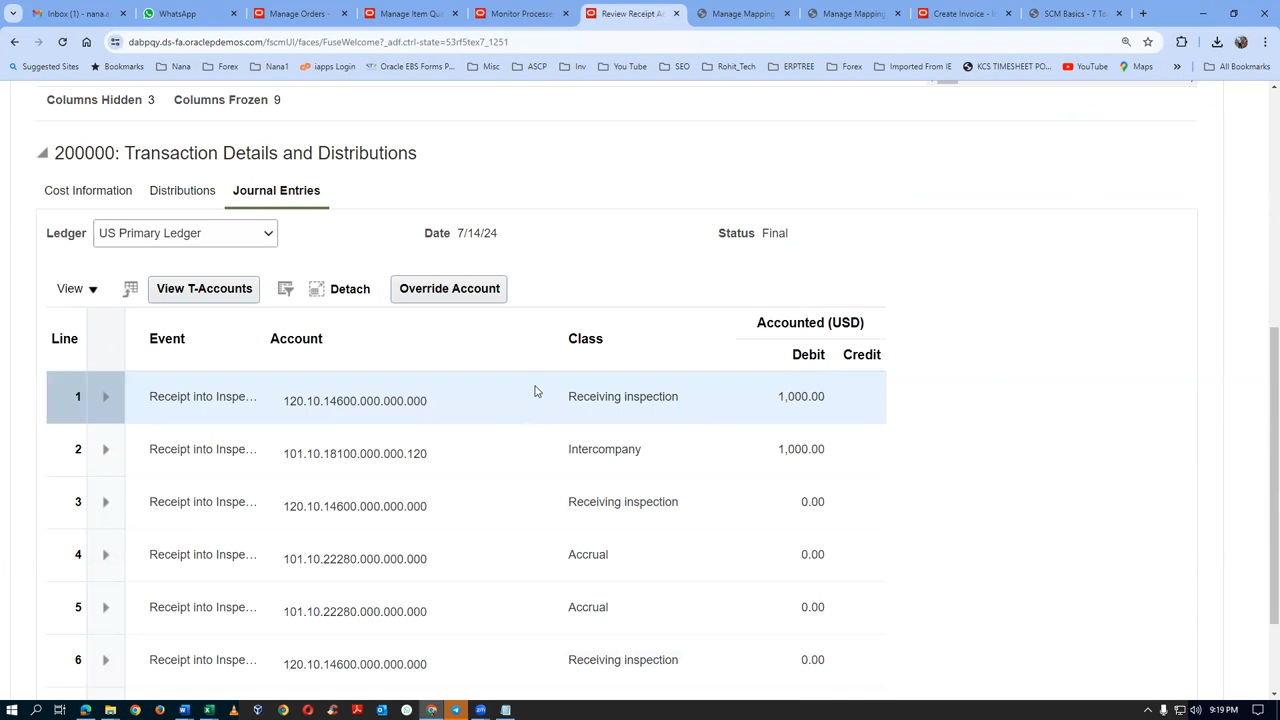 Inbox (1) - nana.a
WhatsApp
Manage Orders -
Manage Item Qua
Monitor Processe
Review Receipt Ac
Manage Mapping
Manage Mapping
Create Invoice - In
SCM Basics - 7 To
dabpqy.ds-fa.oraclepdemos.com/fscmUI/faces/FuseWelcome?_adf.ctrl-state=53rf5tex7_1251
Suggested Sites
Bookmarks
Nana
Forex
Nana1
iapps Login
Oracle EBS Forms P...
Misc
ASCP
Inv
You Tube
SEO
Rohit_Tech
ERPTREE
Forex
Imported From IE
KCS TIMESHEET PO...
YouTube
Maps
All Bookmarks
Columns Hidden 3 Columns Frozen 9
200000: Transaction Details and Distributions
Cost Information Distributions Journal Entries
Ledger US Primary Ledger Date 7/14/24 Status Final
View View T-Accounts Detach Override Account
Accounted (USD)
Line Event Account Class
Debit Credit
1 Receipt into Inspe... 120.10.14600.000.000.000 Receiving inspection 1,000.00
2 Receipt into Inspe... 101.10.18100.000.000.120 Intercompany 1,000.00
3 Receipt into Inspe... 120.10.14600.000.000.000 Receiving inspection 0.00
4 Receipt into Inspe... 101.10.22280.000.000.000 Accrual 0.00
5 Receipt into Inspe... 101.10.22280.000.000.000 Accrual 0.00
6 Receipt into Inspe... 120.10.14600.000.000.000 Receiving inspection 0.00
9:19 PM